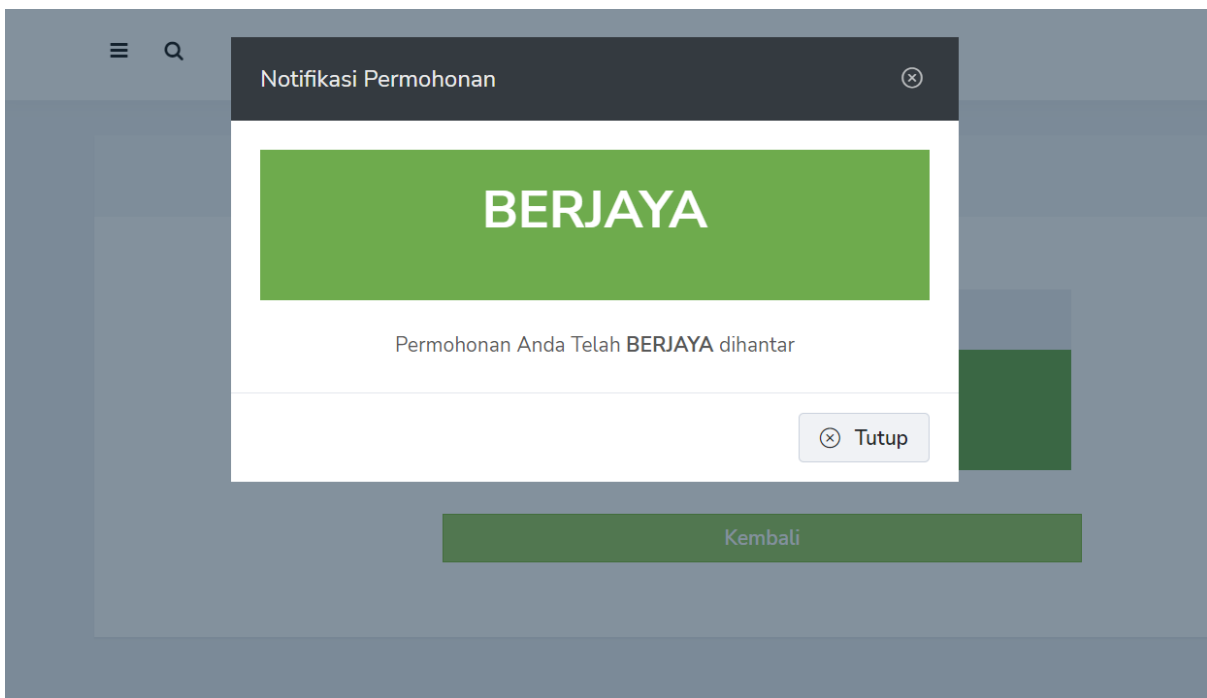 Notifikasi Permohonan
BERJAYA
Permohonan Anda Telah BERJAYA dihantar
Tutup
Kembali